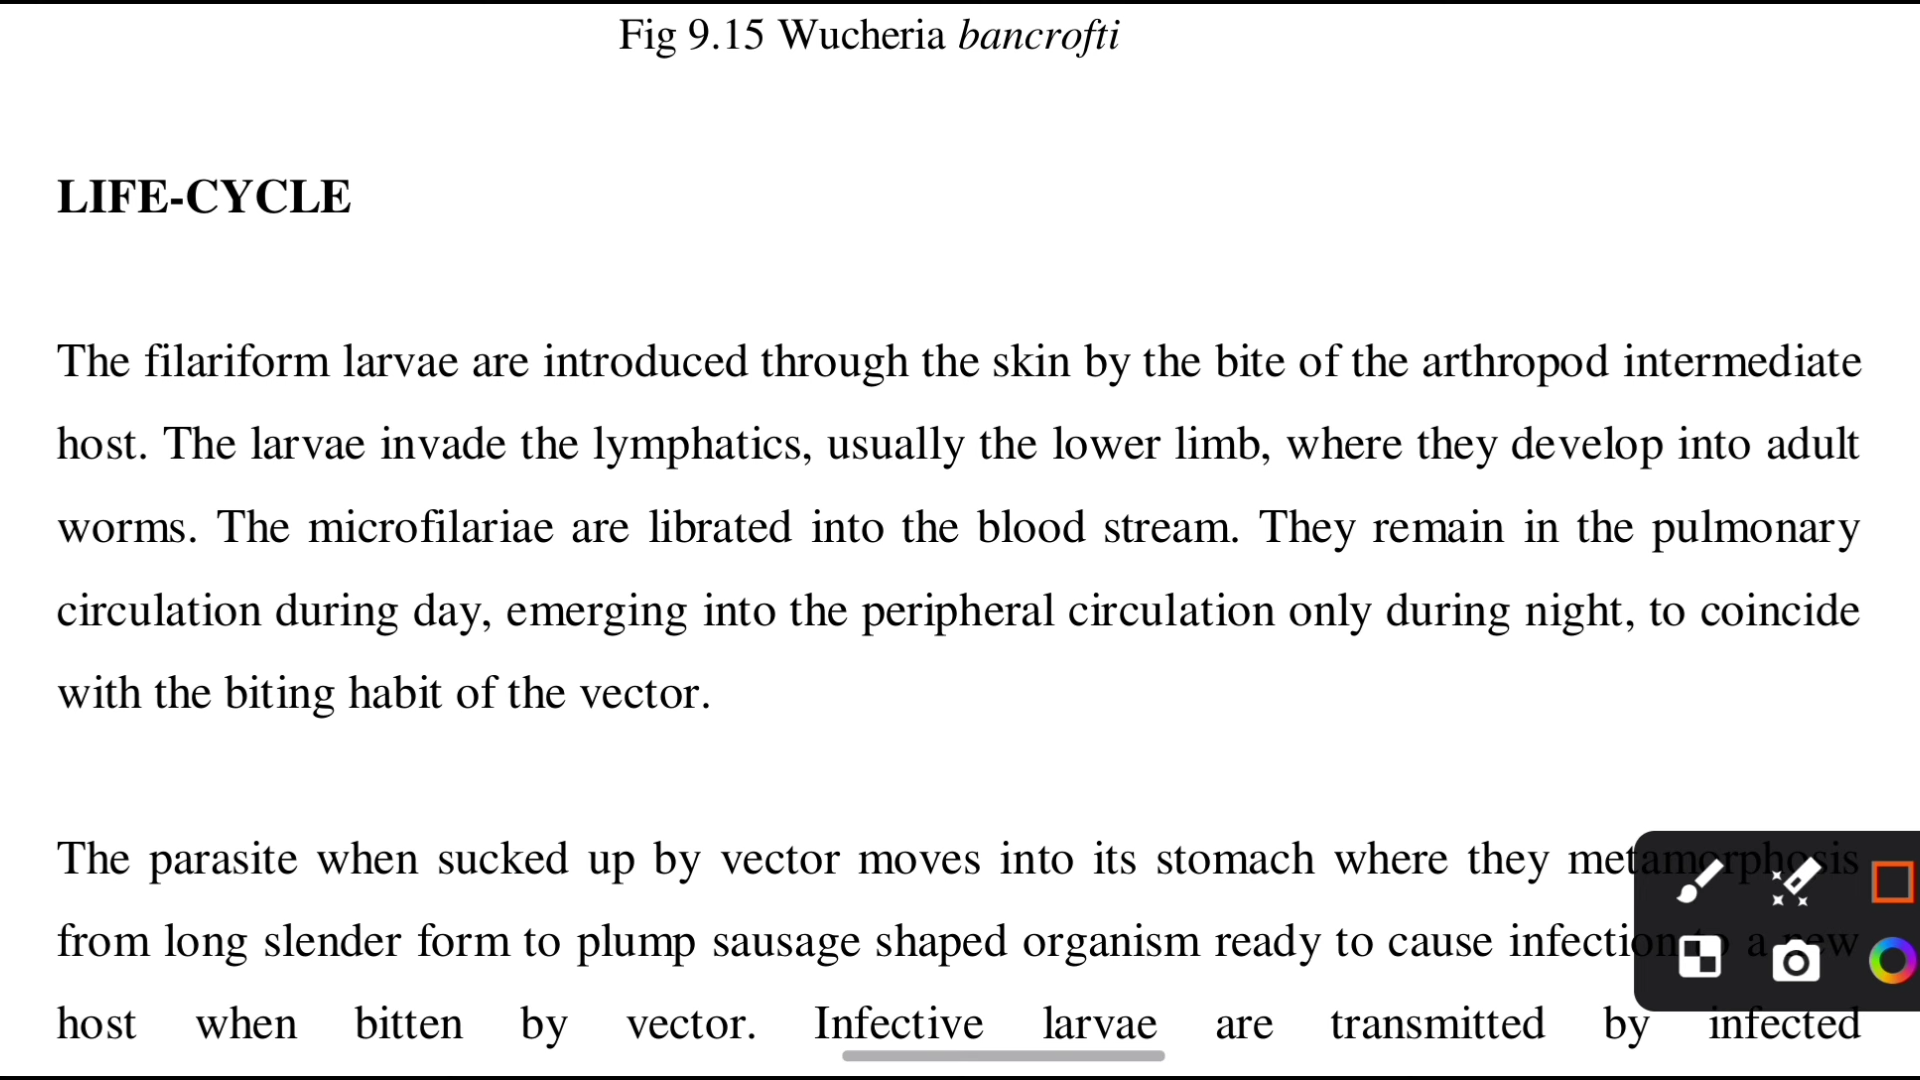 Fig 9.15 Wucheria bancrofti
LIFE-CYCLE
The filariform larvae are introduced through the skin by the bite of the arthropod intermediate
host. The larvae invade the lymphatics, usually the lower limb, where they develop into adult
worms. The microfilariae are librated into the blood stream. They remain in the pulmonary
circulation during day, emerging into the peripheral circulation only during night, to coincide
with the biting habit of the vector.
The parasite when sucked up by vector moves into its stomach where they metamorphosis
from long slender form to plump sausage shaped organism ready to cause infection to a new
host when bitten by vector. Infective larvae are transmitted by infected